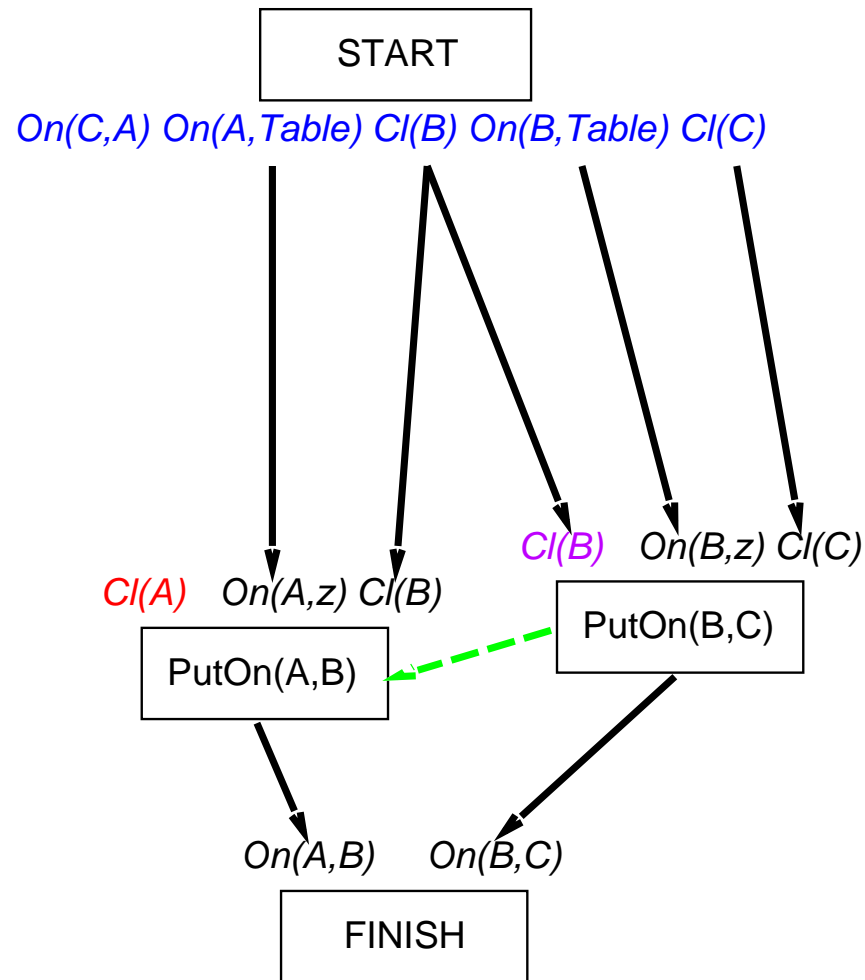 START
On(C,A) On(A,Table) Cl(B) On(B,Table) Cl(C)
Cl(B) On(B,z) Cl(C)
Cl(A) On(A,z) Cl(B)
PutOn(B,C)
PutOn(A,B)
On(A,B) On(B,C)
FINISH